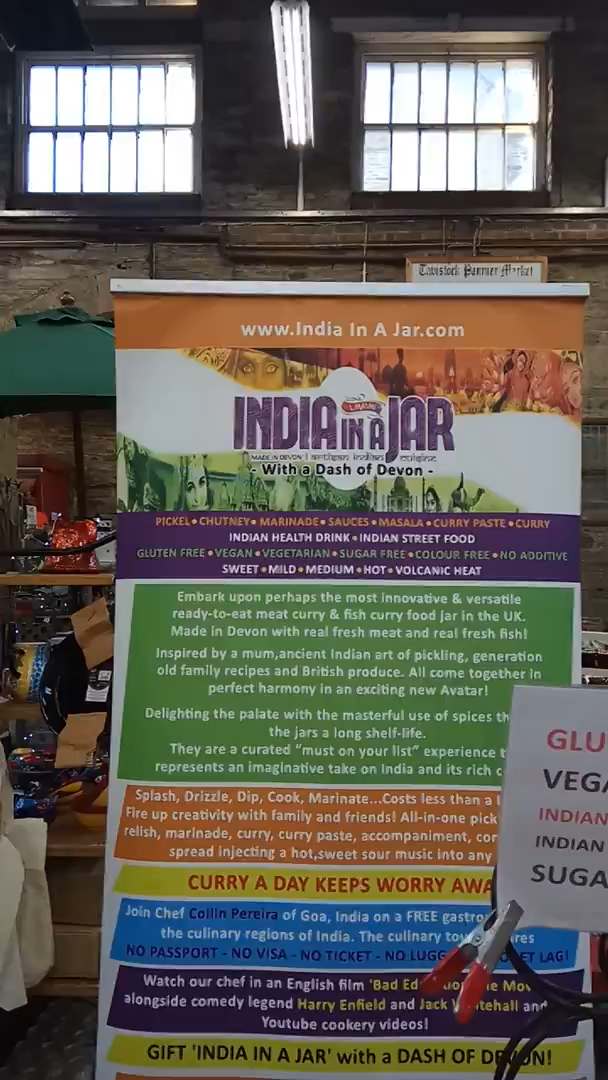 Tavistock Pannier Market
www.India In A Jar.com
INDIA IN A JAR
MADE IN DEVON | artisan indian cuisine
- With a Dash of Devon -
PICKEL • CHUTNEY • MARINADE • SAUCES • MASALA • CURRY PASTE • CURRY
INDIAN HEALTH DRINK • INDIAN STREET FOOD
GLUTEN FREE • VEGAN • VEGETARIAN • SUGAR FREE • COLOUR FREE • NO ADDITIVE
SWEET • MILD • MEDIUM • HOT • VOLCANIC HEAT
Embark upon perhaps the most innovative & versatile
ready-to-eat meat curry & fish curry food jar in the UK.
Made in Devon with real fresh meat and real fresh fish!
Inspired by a mum,ancient Indian art of pickling, generation
old family recipes and British produce. All come together in
perfect harmony in an exciting new Avatar!
Delighting the palate with the masterful use of spices th
the jars a long shelf-life.
They are a curated "must on your list" experience t
represents an imaginative take on India and its rich c
Splash, Drizzle, Dip, Cook, Marinate...Costs less than a
Fire up creativity with family and friends! All-in-one pick
relish, marinade, curry, curry paste, accompaniment, con
spread injecting a hot,sweet sour music into any
CURRY A DAY KEEPS WORRY AWA
Join Chef Collin Pereira of Goa, India on a FREE gastro
the culinary regions of India. The culinary
NO PASSPORT - NO VISA - NO TICKET - NO LUGG ET LAG!
Watch our chef in an English film 'Bad Ed Mov
alongside comedy legend Harry Enfield and Jack Whitehall and
Youtube cookery videos!
GIFT 'INDIA IN A JAR' with a DASH OF DEVON!
GLU
VEGA
INDIAN
INDIAN
SUGA